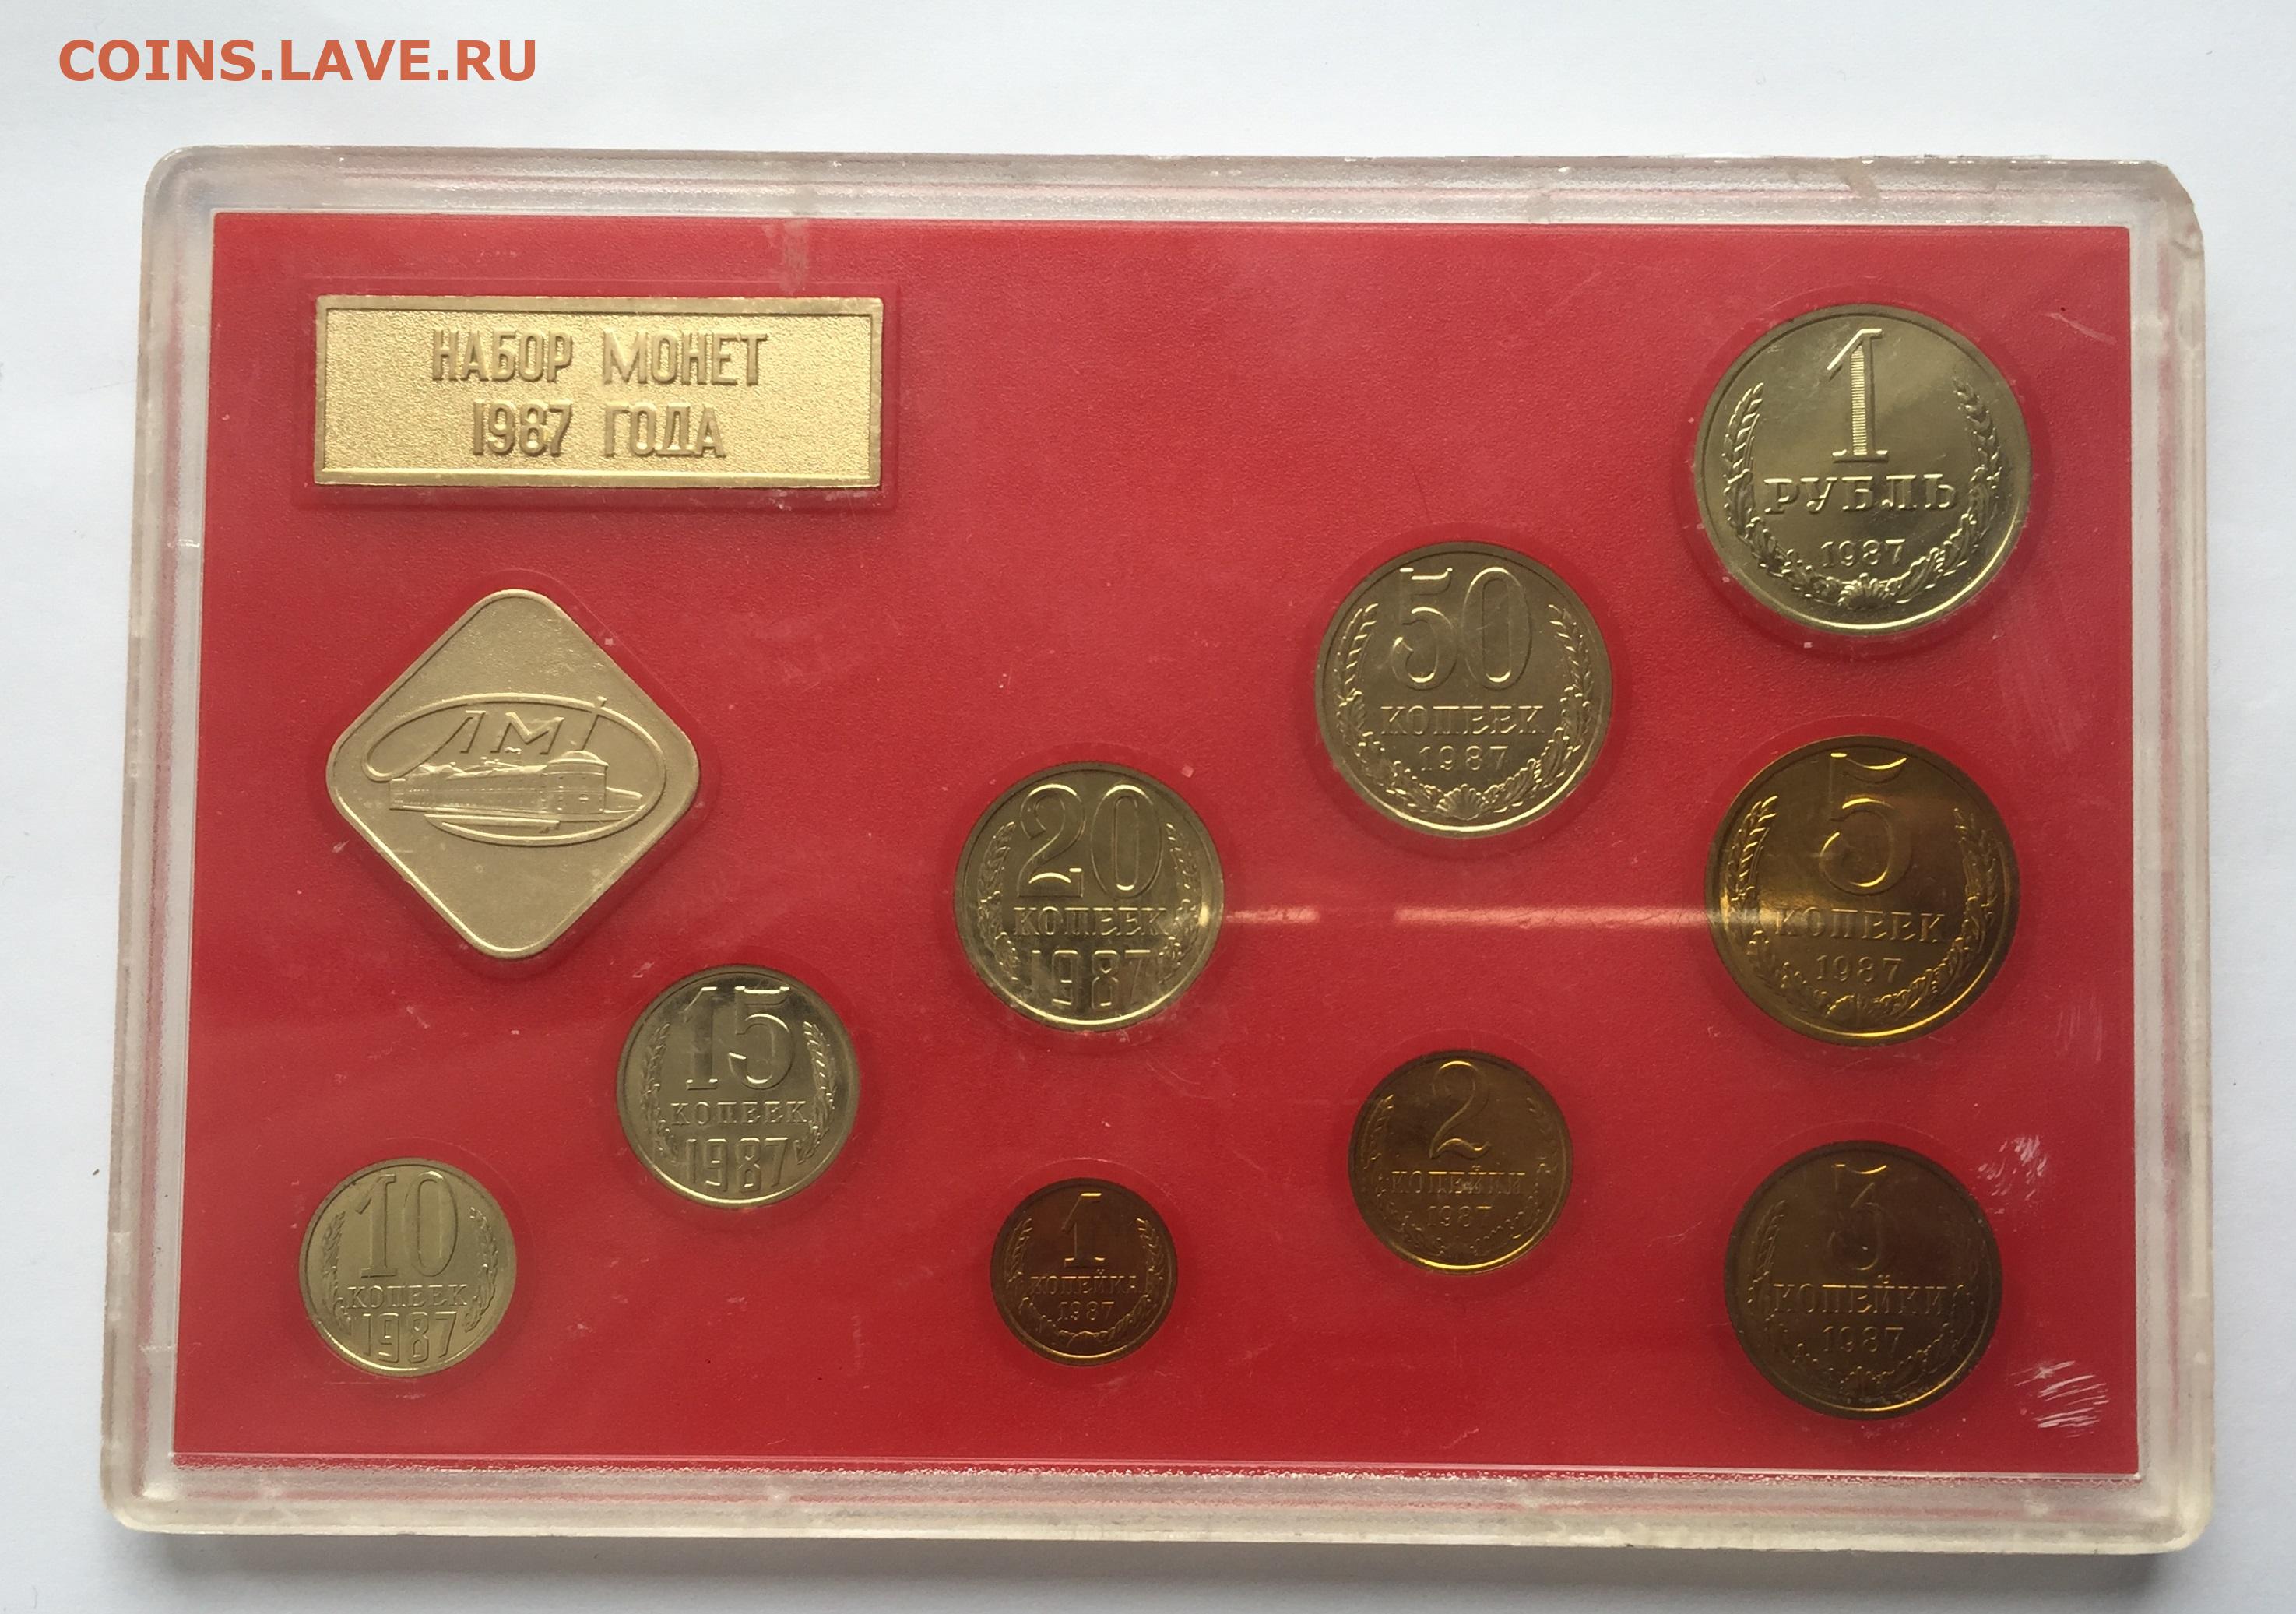 COINS.LAVE.RU
НАБОР МОНЕТ
1987 ГОДА
1
РУБЛЬ
1987
50
КОПЕЕК
1987
ЛМД
20
КОПЕЕК
1987
5
КОПЕЕК
1987
15
КОПЕЕК
1987
2
КОПЕЙКИ
1987
3
КОПЕЙКИ
1987
10
КОПЕЕК
1987
1
КОПЕЙКА
1987